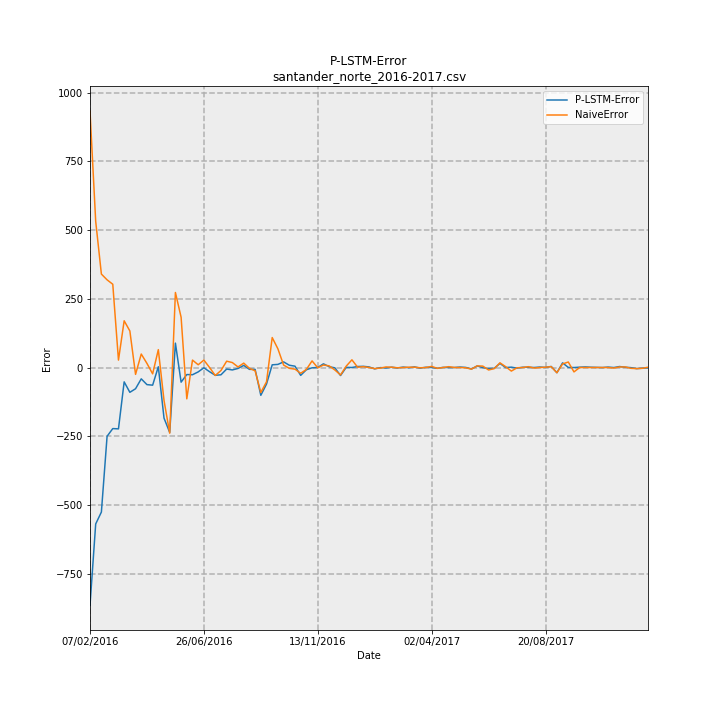 P-LSTM-Error
santander_norte_2016-2017.csv
P-LSTM-Error
NaiveError
1000
750
500
250
0
−250
−500
−750
Error
07/02/2016
26/06/2016
13/11/2016
02/04/2017
20/08/2017
Date